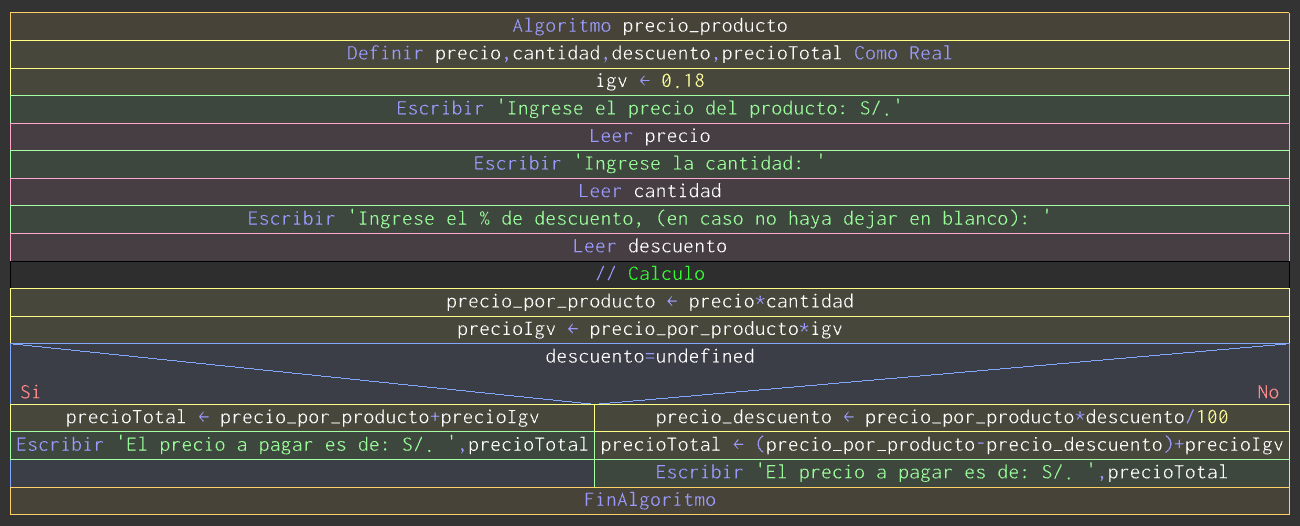 Algoritmo precio_producto
Definir precio,cantidad,descuento,precioTotal Como Real
igv ← 0.18
Escribir 'Ingrese el precio del producto: S/.'
Leer precio
Escribir 'Ingrese la cantidad: '
Leer cantidad
Escribir 'Ingrese el % de descuento, (en caso no haya dejar en blanco): '
Leer descuento
// Calculo
precio_por_producto ← precio*cantidad
precioIgv ← precio_por_producto*igv
descuento=undefined
Si
No
precioTotal ← precio_por_producto+precioIgv
Escribir 'El precio a pagar es de: S/. ',precioTotal
precio_descuento ← precio_por_producto*descuento/100
precioTotal ← (precio_por_producto-precio_descuento)+precioIgv
Escribir 'El precio a pagar es de: S/. ',precioTotal
FinAlgoritmo